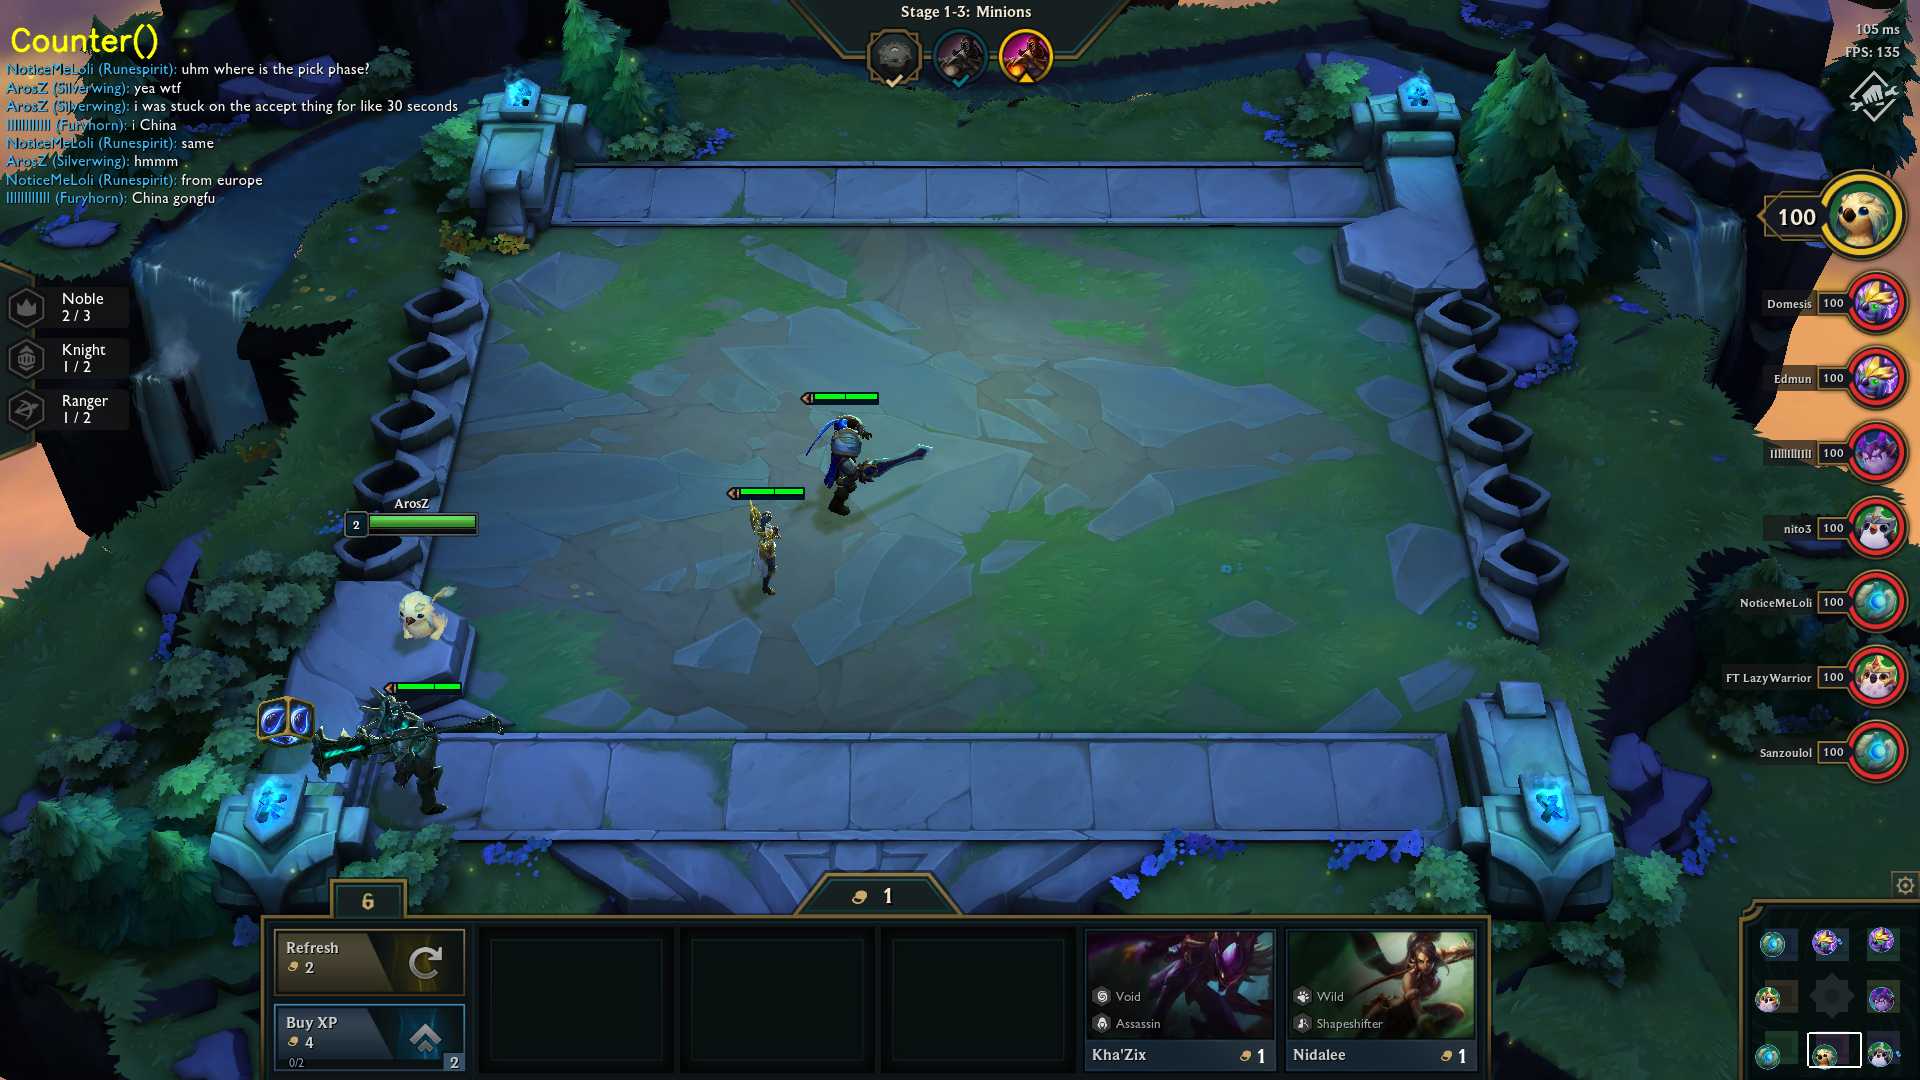 Stage 1-3: Minions
105 ms
FPS: 135
Counter()
NoticeMeLoli (Runespirit): uhm where is the pick phase?
ArosZ (Silverwing): yea wtf
ArosZ (Silverwing): i was stuck on the accept thing for like 30 seconds
(Furyhorn): i China
NoticeMeLoli (Runespirit): same
ArosZ (Silverwing): hmmm
NoticeMeLoli (Runespirit): from europe
(Furyhorn): China gongfu
100
Noble
2 / 3
Knight
1 / 2
Ranger
1 / 2
Domesis 100
Edmun 100
100
nito3 100
NoticeMeLoli 100
FT LazyWarrior 100
Sanzoulol 100
ArosZ
2
6
1
Refresh
2
Buy XP
4
0/2
2
Void
Assassin
Kha'Zix 1
Wild
Shapeshifter
Nidalee 1